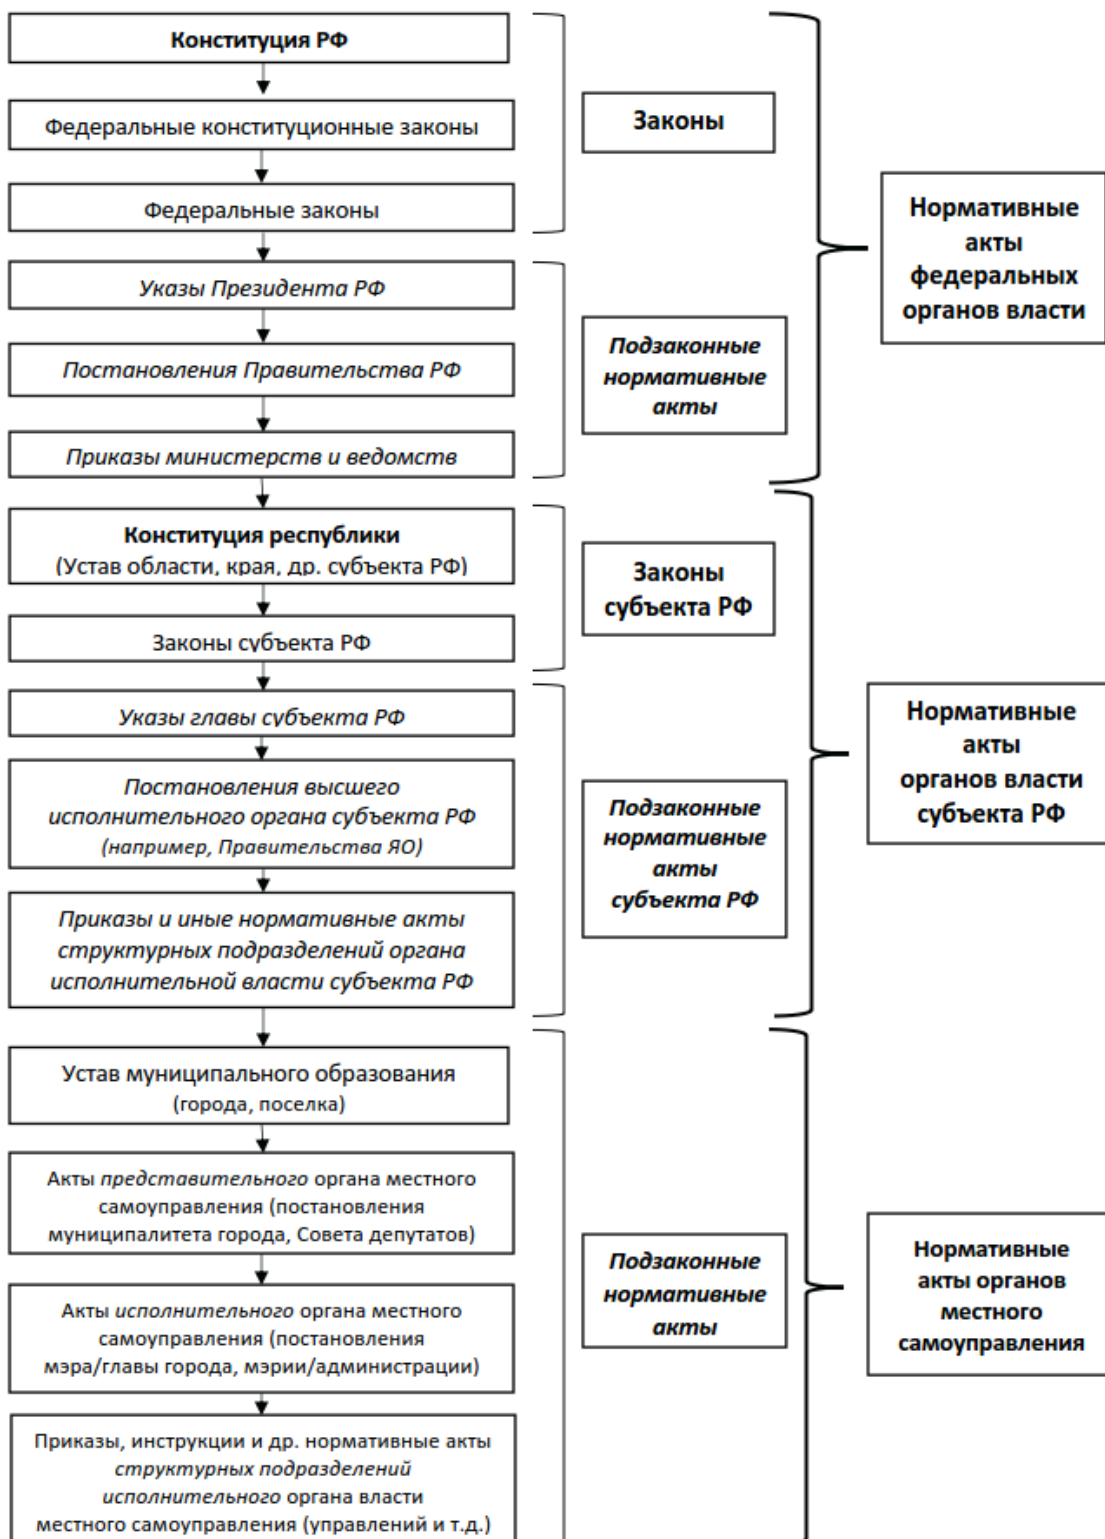 Конституция РФ
Федеральные конституционные законы
Федеральные законы
Указы Президента РФ
Постановления Правительства РФ
Приказы министерств и ведомств
Конституция республики
(Устав области, края, др. субъекта РФ)
Законы субъекта РФ
Указы главы субъекта РФ
Постановления высшего
исполнительного органа субъекта РФ
(например, Правительства ЯО)
Приказы и иные нормативные акты
структурных подразделений органа
исполнительной власти субъекта РФ
Устав муниципального образования
(города, поселка)
Акты представительного органа местного
самоуправления (постановления
муниципалитета города, Совета депутатов)
Акты исполнительного органа местного
самоуправления (постановления
мэра/главы города, мэрии/администрации)
Приказы, инструкции и др. нормативные акты
структурных подразделений
исполнительного органа власти
местного самоуправления (управлений и т.д.)
Законы
Подзаконные
нормативные
акты
Законы
субъекта РФ
Подзаконные
нормативные
акты
субъекта РФ
Подзаконные
нормативные
акты
Нормативные
акты
федеральных
органов власти
Нормативные
акты
органов власти
субъекта РФ
Нормативные
акты органов
местного
самоуправления